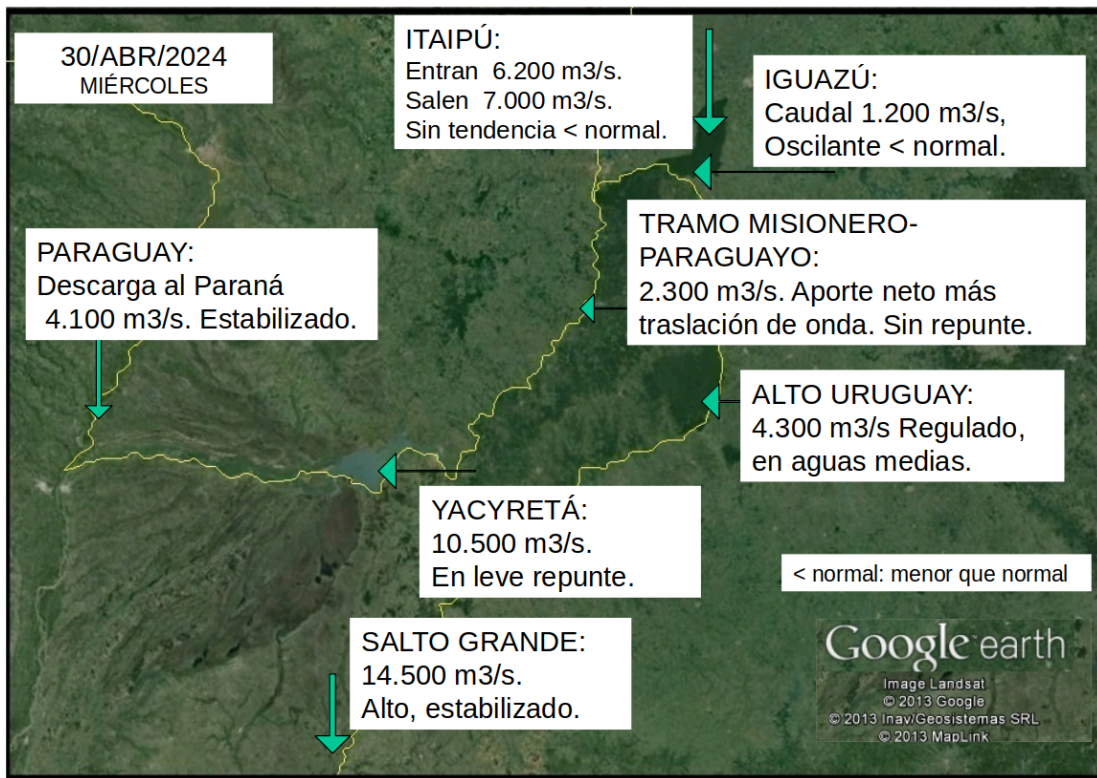 30/ABR/2024
MIÉRCOLES
ITAIPÚ:
Entran 6.200 m3/s.
Salen 7.000 m3/s.
Sin tendencia < normal.
IGUAZÚ:
Caudal 1.200 m3/s,
Oscilante < normal.
PARAGUAY:
Descarga al Paraná
4.100 m3/s. Estabilizado.
TRAMO MISIONERO-
PARAGUAYO:
2.300 m3/s. Aporte neto más
traslación de onda. Sin repunte.
ALTO URUGUAY:
4.300 m3/s Regulado,
en aguas medias.
YACYRETÁ:
10.500 m3/s.
En leve repunte.
< normal: menor que normal
SALTO GRANDE:
14.500 m3/s.
Alto, estabilizado.
Google earth
Image Landsat
© 2013 Google
© 2013 Inav/Geosistemas SRL
© 2013 MapLink